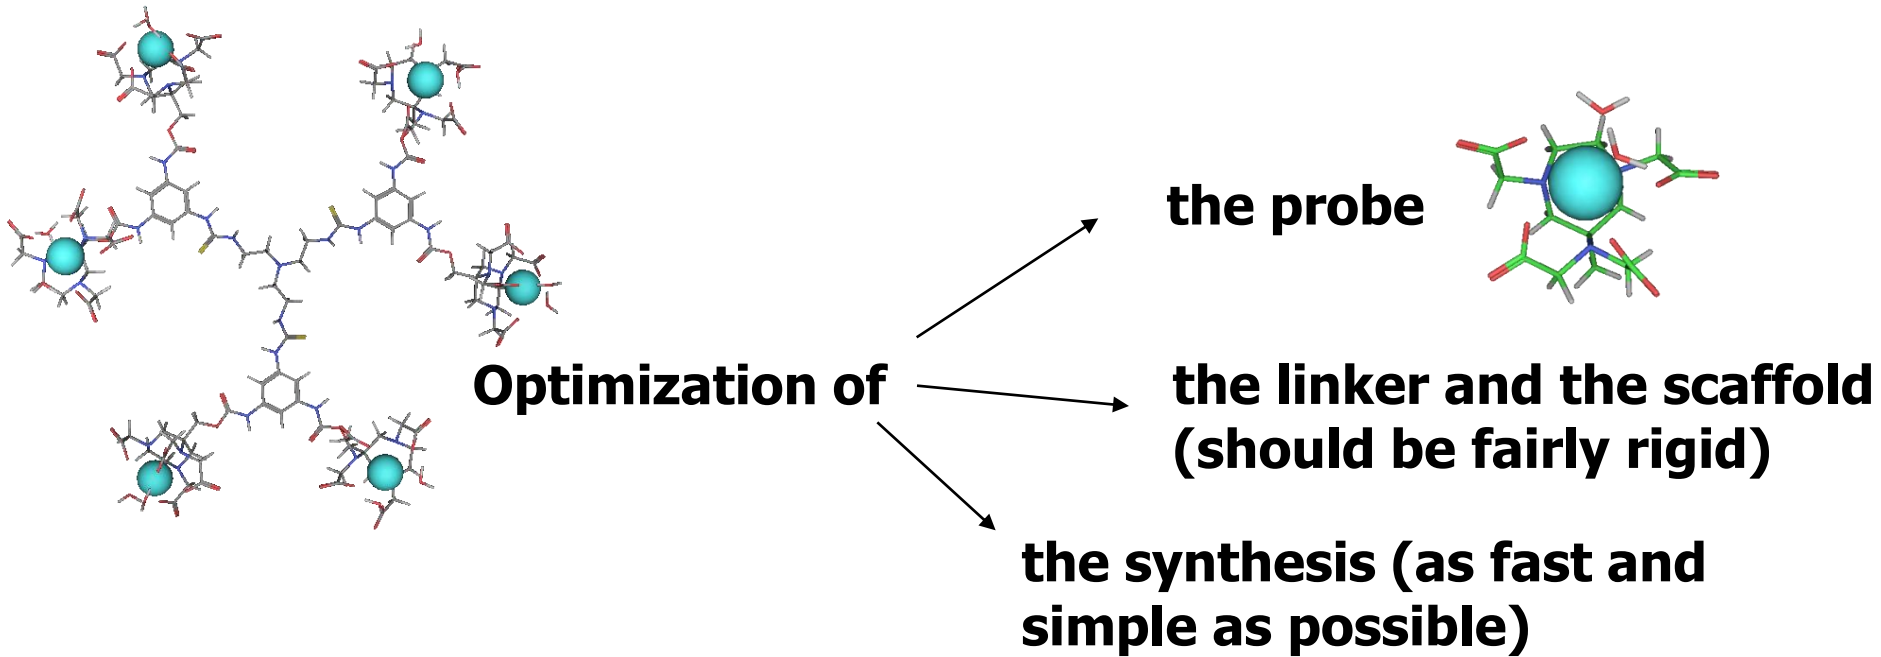 the probe
Optimization of
the linker and the scaffold
(should be fairly rigid)
the synthesis (as fast and
simple as possible)